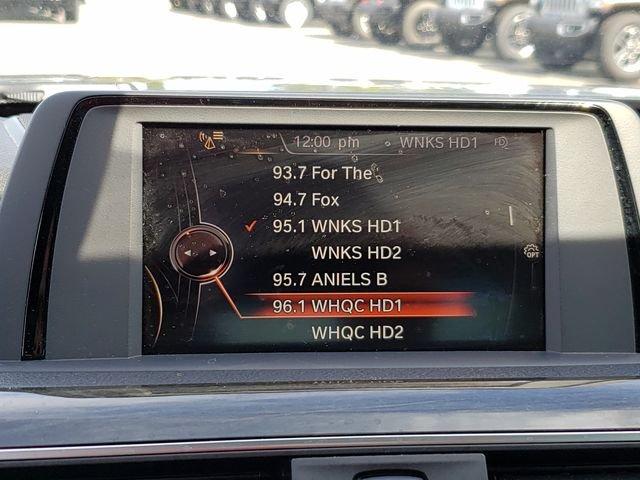 12:00 pm WNKS HD1
93.7 For The
94.7 Fox
95.1 WNKS HD1
WNKS HD2
95.7 ANIELS B
96.1 WHQC HD1
WHQC HD2
OPT